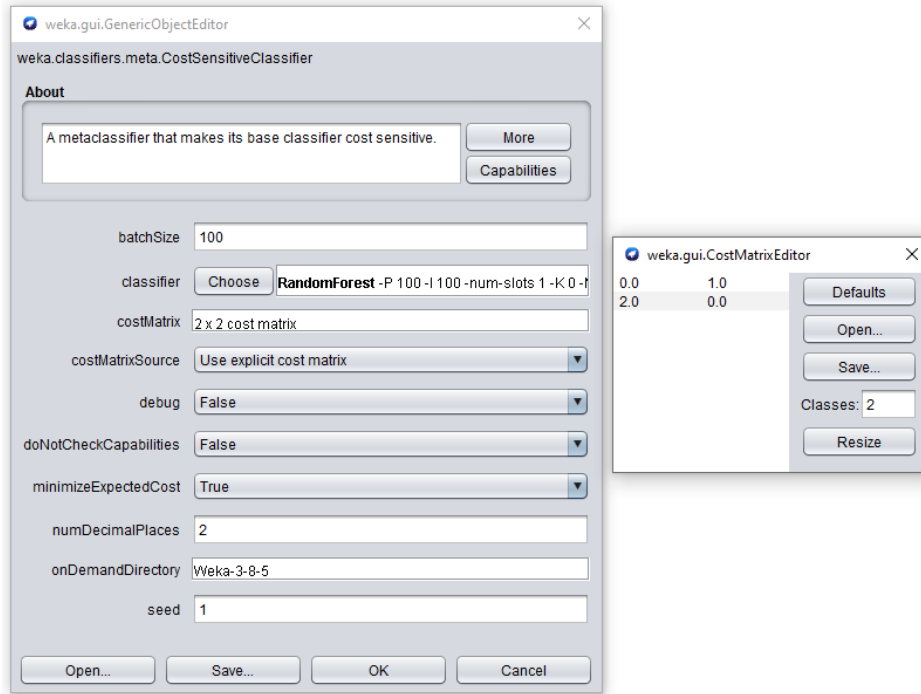 weka.gui.GenericObjectEditor
weka.classifiers.meta.CostSensitiveClassifier
About
A metaclassifier that makes its base classifier cost sensitive.
More
Capabilities
batchSize 100
classifier Choose RandomForest -P 100 -I 100 -num-slots 1 -K 0
costMatrix 2 x 2 cost matrix
costMatrixSource Use explicit cost matrix
debug False
doNotCheckCapabilities False
minimizeExpectedCost True
numDecimalPlaces 2
onDemandDirectory Weka-3-8-5
seed 1
Open... Save... OK Cancel
weka.gui.CostMatrixEditor
0.0 1.0
2.0 0.0
Defaults
Open...
Save...
Classes: 2
Resize